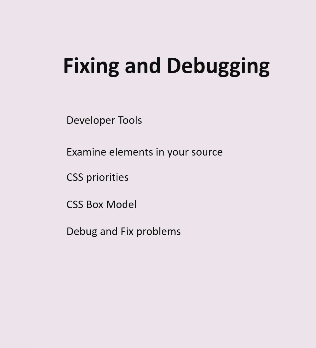 Fixing and Debugging
Developer Tools
Examine elements in your source
CSS priorities
CSS Box Model
Debug and Fix problems